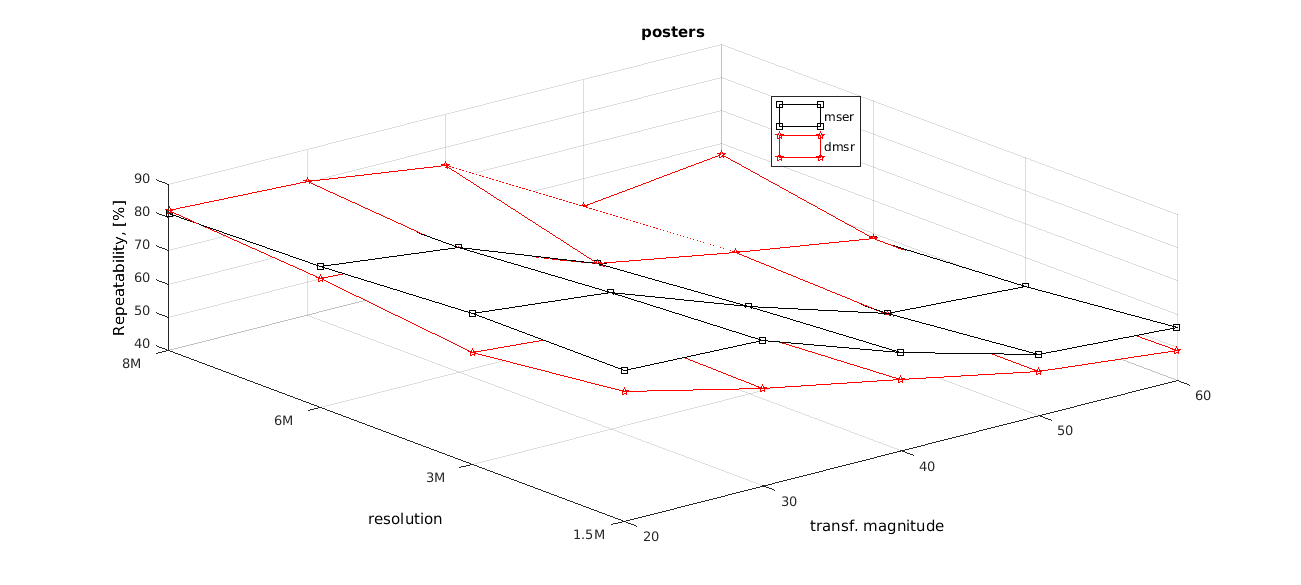 posters
mser
dmsr
90
80
70
60
50
40
Repeatability, [%]
8M
6M
3M
1.5M
resolution
20
30
40
50
60
transf. magnitude